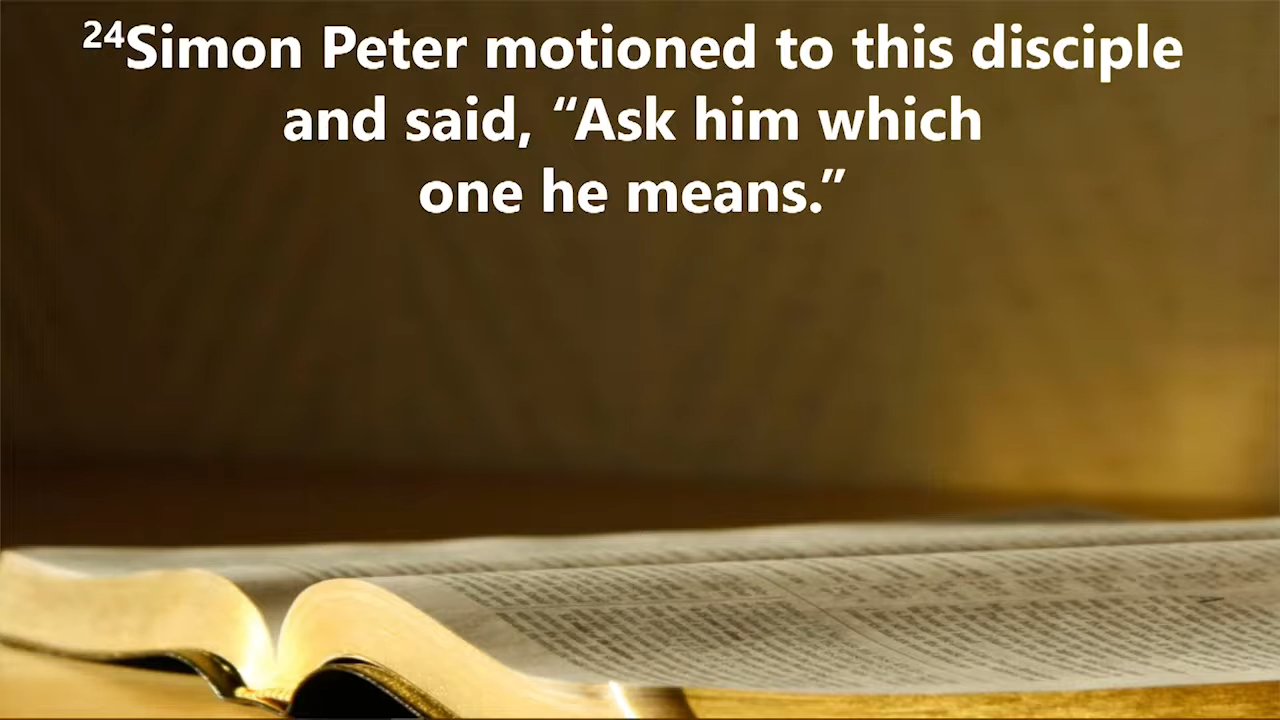 ²⁴Simon Peter motioned to this disciple
and said, “Ask him which
one he means.”